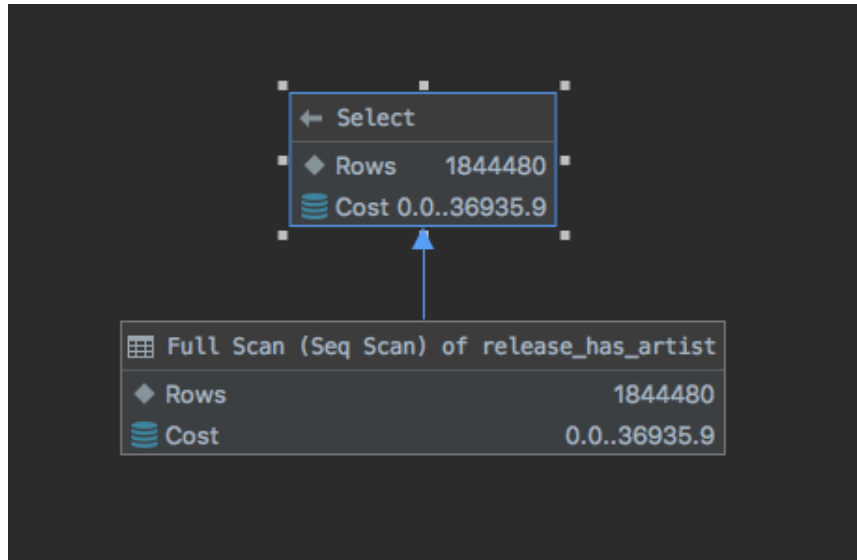 Select
Rows 1844480
Cost 0.0..36935.9
Full Scan (Seq Scan) of release_has_artist
Rows 1844480
Cost 0.0..36935.9